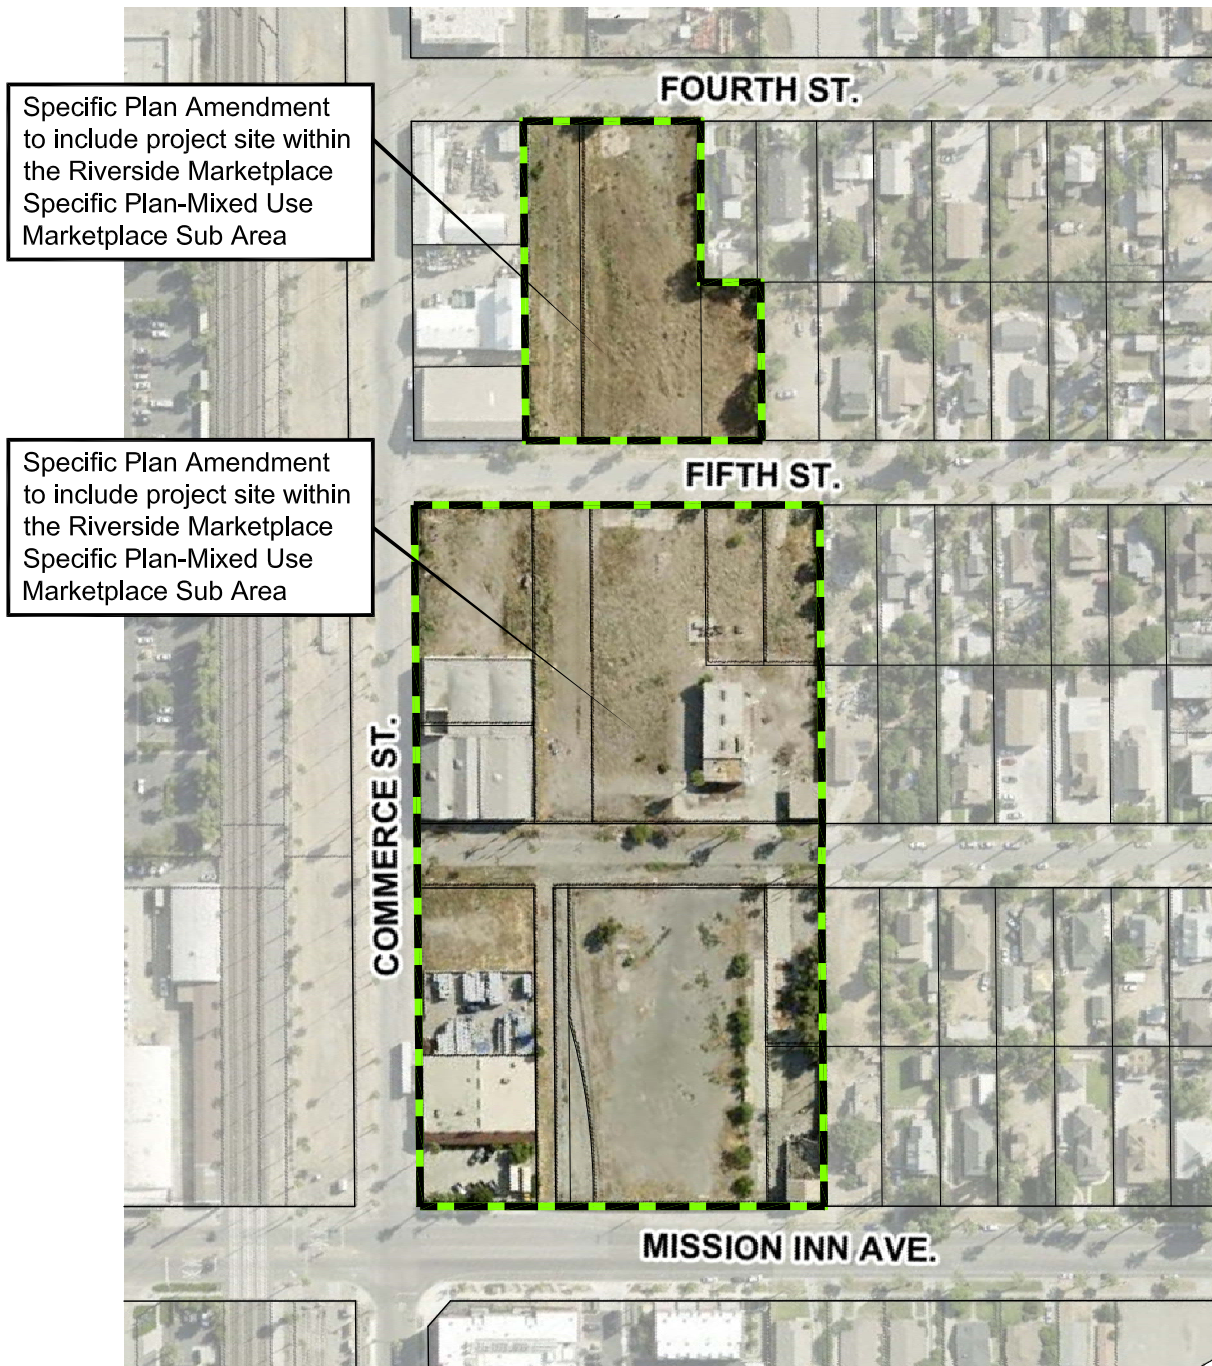 FOURTH ST.
Specific Plan Amendment
to include project site within
the Riverside Marketplace
Specific Plan-Mixed Use
Marketplace Sub Area
FIFTH ST.
Specific Plan Amendment
to include project site within
the Riverside Marketplace
Specific Plan-Mixed Use
Marketplace Sub Area
COMMERCE ST.
MISSION INN AVE.